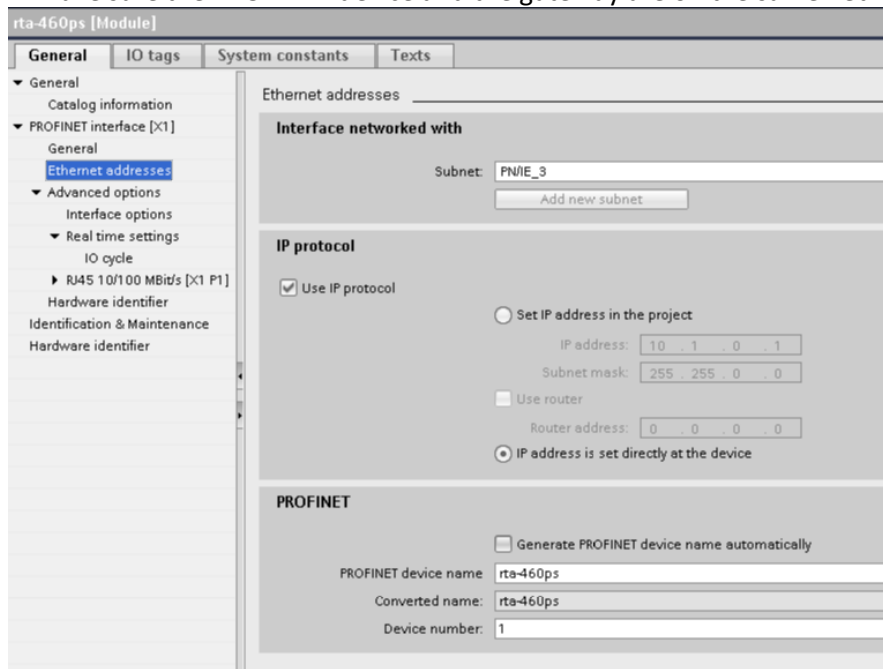 rta-460ps [Module]
General IO tags System constants Texts
General
Catalog information
PROFINET interface [X1]
General
Ethernet addresses
Advanced options
Interface options
Real time settings
IO cycle
RJ45 10/100 MBit/s [X1 P1]
Hardware identifier
Identification & Maintenance
Hardware identifier
Ethernet addresses
Interface networked with
Subnet: PN/IE_3
Add new subnet
IP protocol
Use IP protocol
Set IP address in the project
IP address: 10 . 1 . 0 . 1
Subnet mask: 255 . 255 . 0 . 0
Use router
Router address: 0 . 0 . 0 . 0
IP address is set directly at the device
PROFINET
Generate PROFINET device name automatically
PROFINET device name rta-460ps
Converted name: rta-460ps
Device number: 1